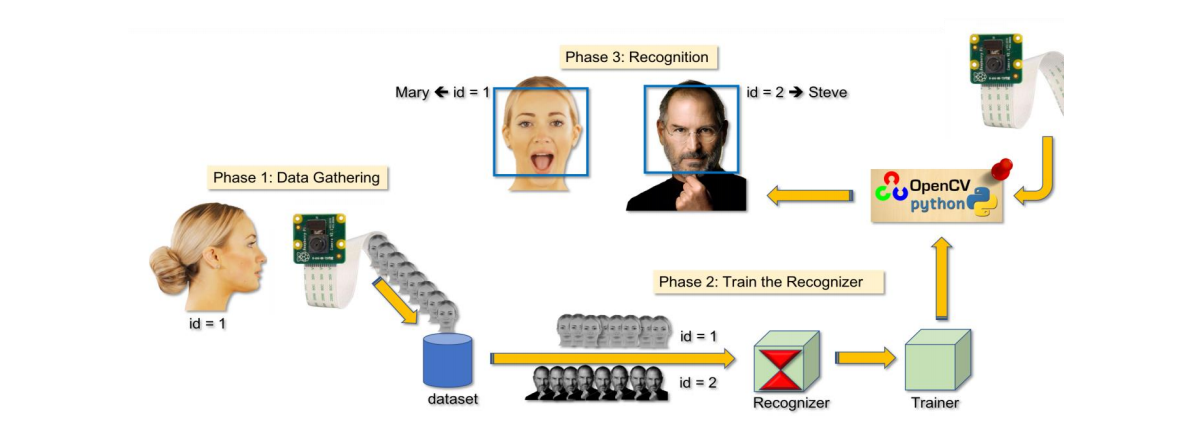 Phase 3: Recognition
Mary 🡨 id = 1
id = 2 🡪 Steve
Phase 1: Data Gathering
OpenCV
python
Phase 2: Train the Recognizer
id = 1
id = 1
id = 2
dataset
Recognizer
Trainer